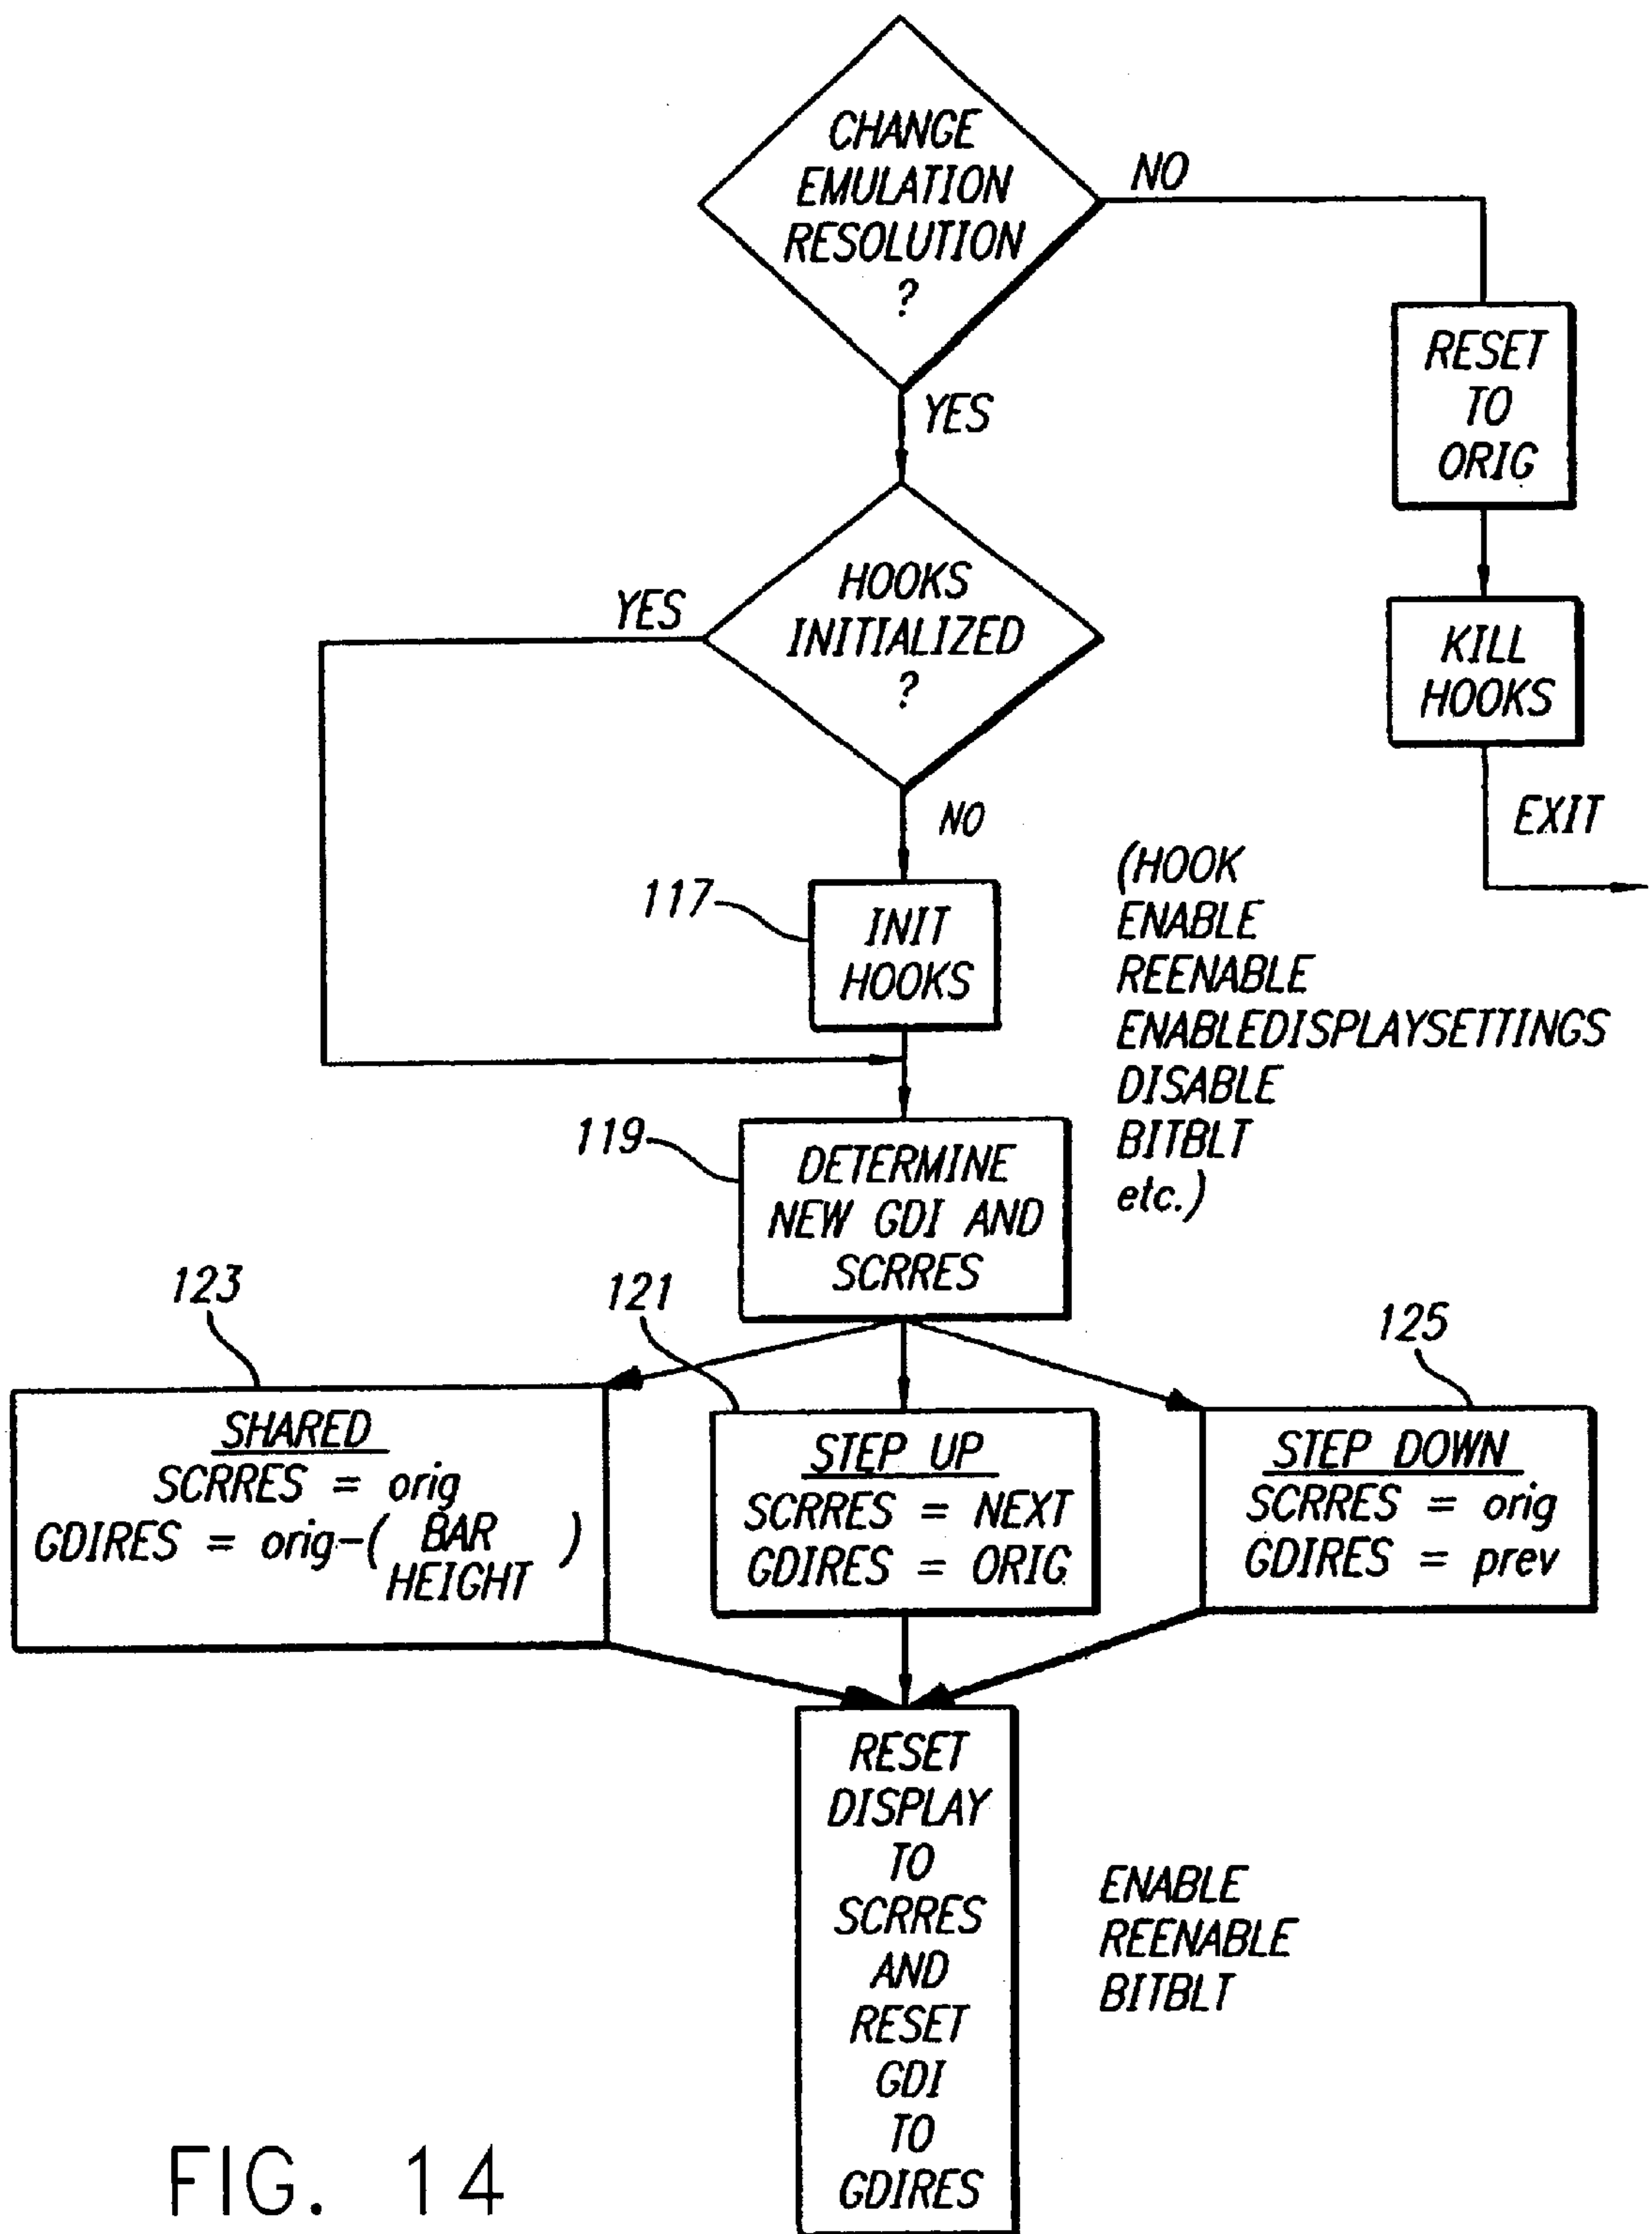 CHANGE
EMULATION
RESOLUTION
?
NO
YES
RESET
TO
ORIG
HOOKS
INITIALIZED
?
YES
NO
KILL
HOOKS
EXIT
117
INIT
HOOKS
(HOOK
ENABLE
REENABLE
ENABLEDISPLAYSETTINGS
DISABLE
BITBLT
etc.)
119
DETERMINE
NEW GDI AND
SCRRES
123
SHARED
SCRRES = orig
GDIRES = orig-( BAR
HEIGHT )
121
STEP UP
SCRRES = NEXT
GDIRES = ORIG
125
STEP DOWN
SCRRES = orig
GDIRES = prev
RESET
DISPLAY
TO
SCRRES
AND
RESET
GDI
TO
GDIRES
ENABLE
REENABLE
BITBLT
FIG. 14